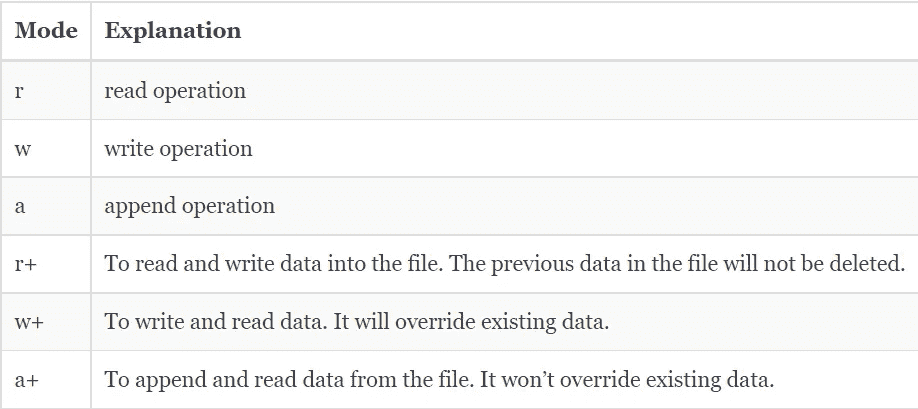 Mode Explanation
r read operation
w write operation
a append operation
r+ To read and write data into the file. The previous data in the file will not be deleted.
w+ To write and read data. It will override existing data.
a+ To append and read data from the file. It won’t override existing data.